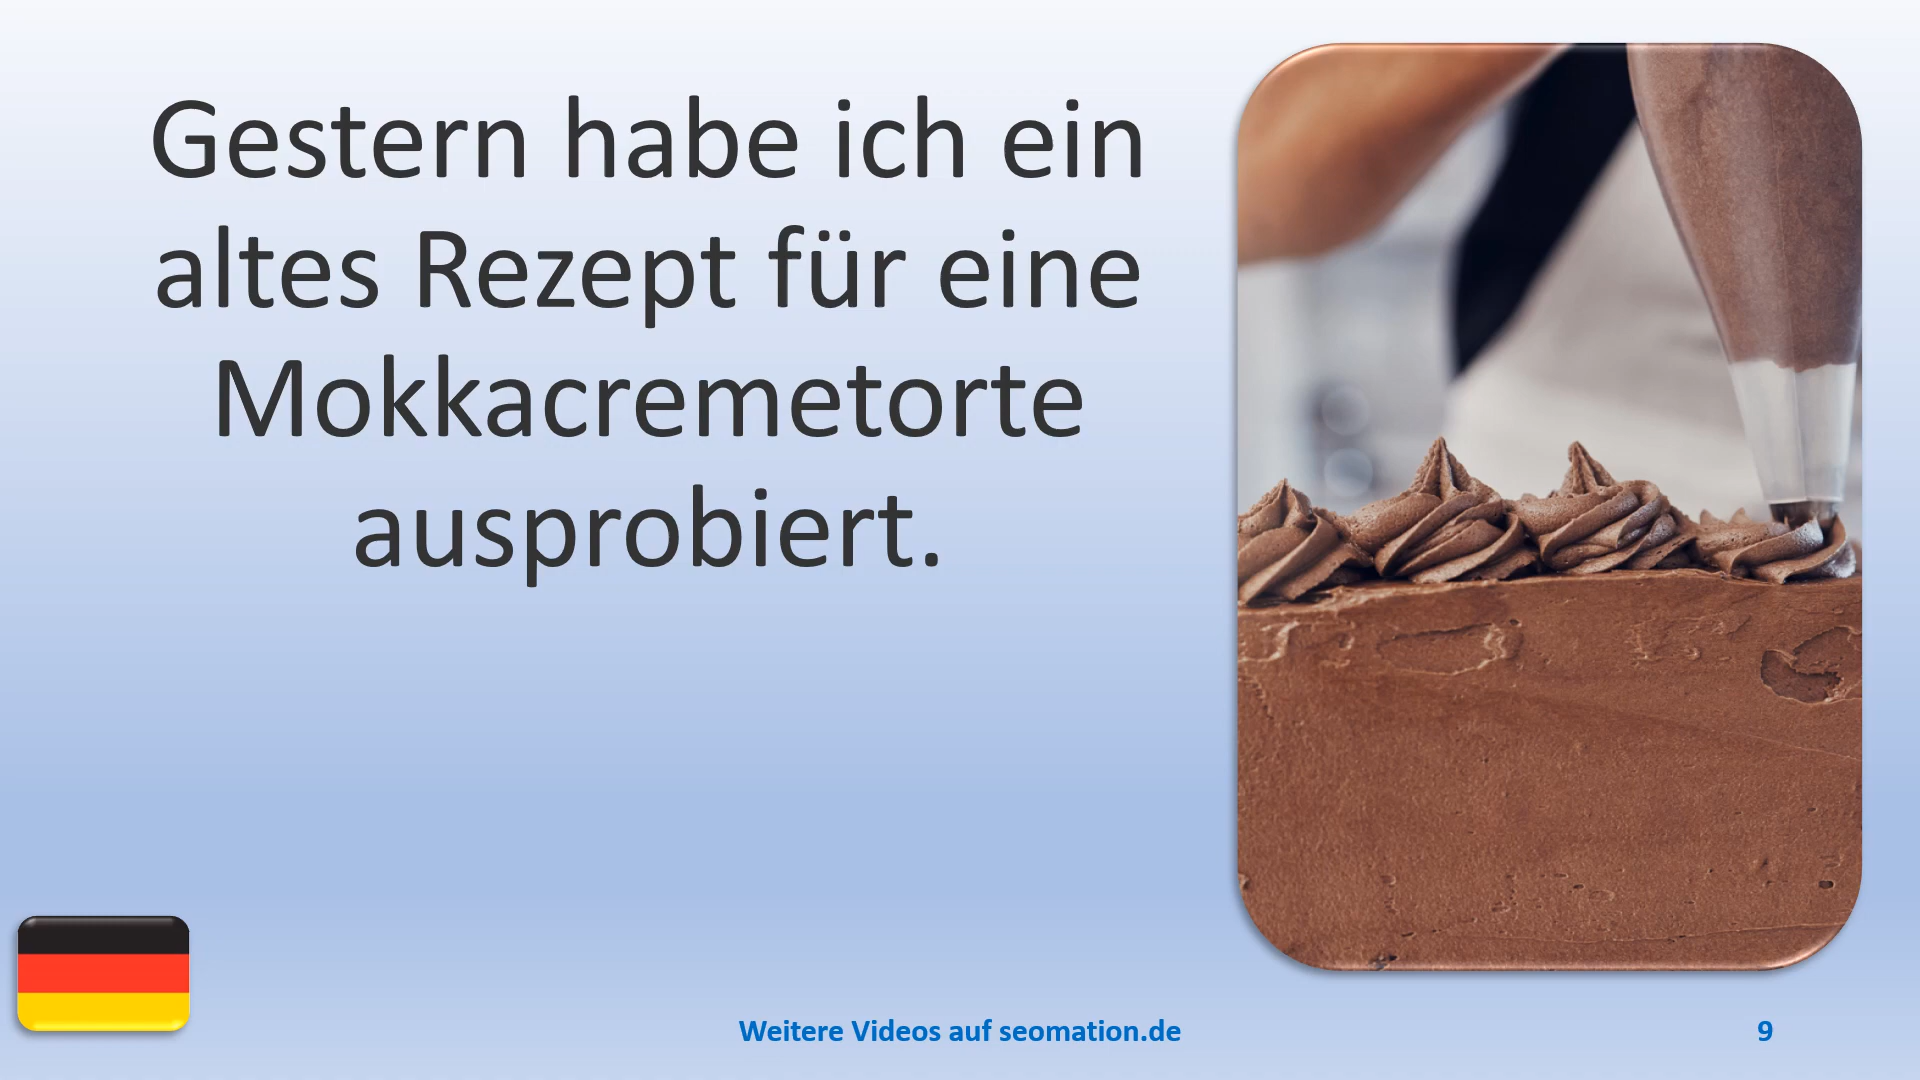 Gestern habe ich ein
altes Rezept für eine
Mokkacremetorte
ausprobiert.
Weitere Videos auf seomation.de
9